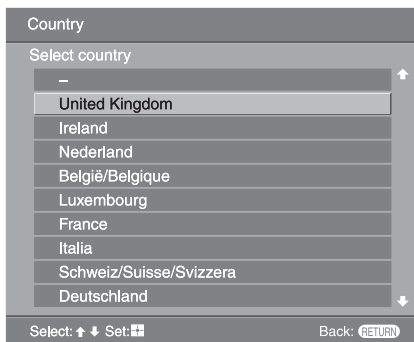 Country
Select country
–
United Kingdom
Ireland
Nederland
België/Belgique
Luxembourg
France
Italia
Schweiz/Suisse/Svizzera
Deutschland
Select: Set: Back: RETURN